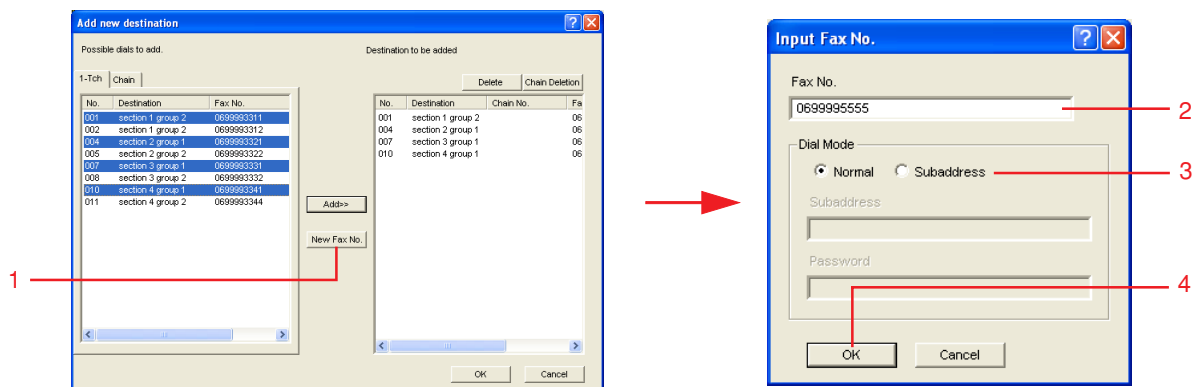 Add new destination
Possible dials to add.
Destination to be added
1-Tch Chain
Delete Chain Deletion
No. Destination Fax No.
001 section 1 group 2 0699993311
002 section 1 group 2 0699993312
004 section 2 group 1 0699993321
005 section 2 group 2 0699993322
007 section 3 group 1 0699993331
008 section 3 group 2 0699993332
010 section 4 group 1 0699993341
011 section 4 group 2 0699993344
Add>>
New Fax No.
No. Destination Chain No. Fa
001 section 1 group 2 06
004 section 2 group 1 06
007 section 3 group 1 06
010 section 4 group 1 06
OK Cancel
1
Input Fax No.
Fax No.
0699995555
2
Dial Mode
Normal Subaddress
3
Subaddress
Password
4
OK Cancel